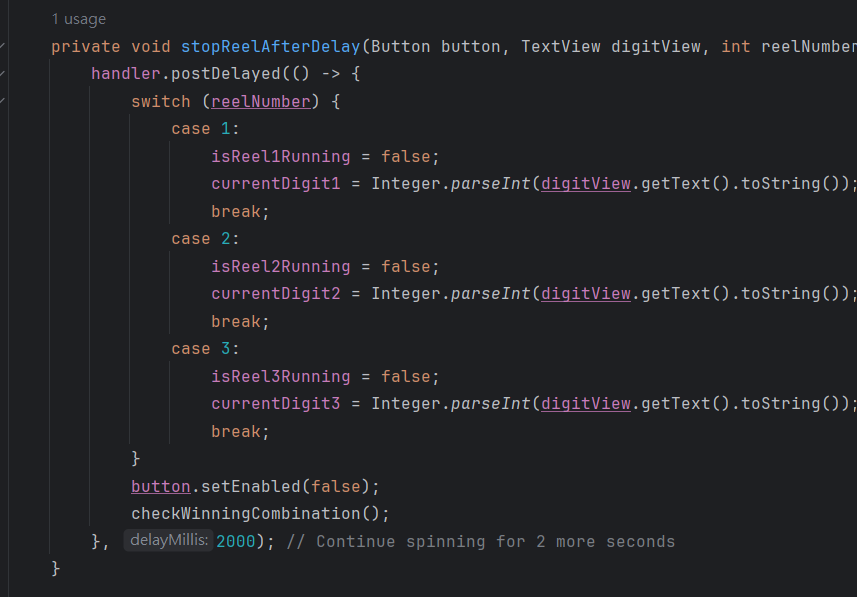 1 usage
private void stopReelAfterDelay(Button button, TextView digitView, int reelNumber
handler.postDelayed(() -> {
switch (reelNumber) {
case 1:
isReel1Running = false;
currentDigit1 = Integer.parseInt(digitView.getText().toString());
break;
case 2:
isReel2Running = false;
currentDigit2 = Integer.parseInt(digitView.getText().toString());
break;
case 3:
isReel3Running = false;
currentDigit3 = Integer.parseInt(digitView.getText().toString());
break;
}
button.setEnabled(false);
checkWinningCombination();
}, delayMillis: 2000); // Continue spinning for 2 more seconds
}